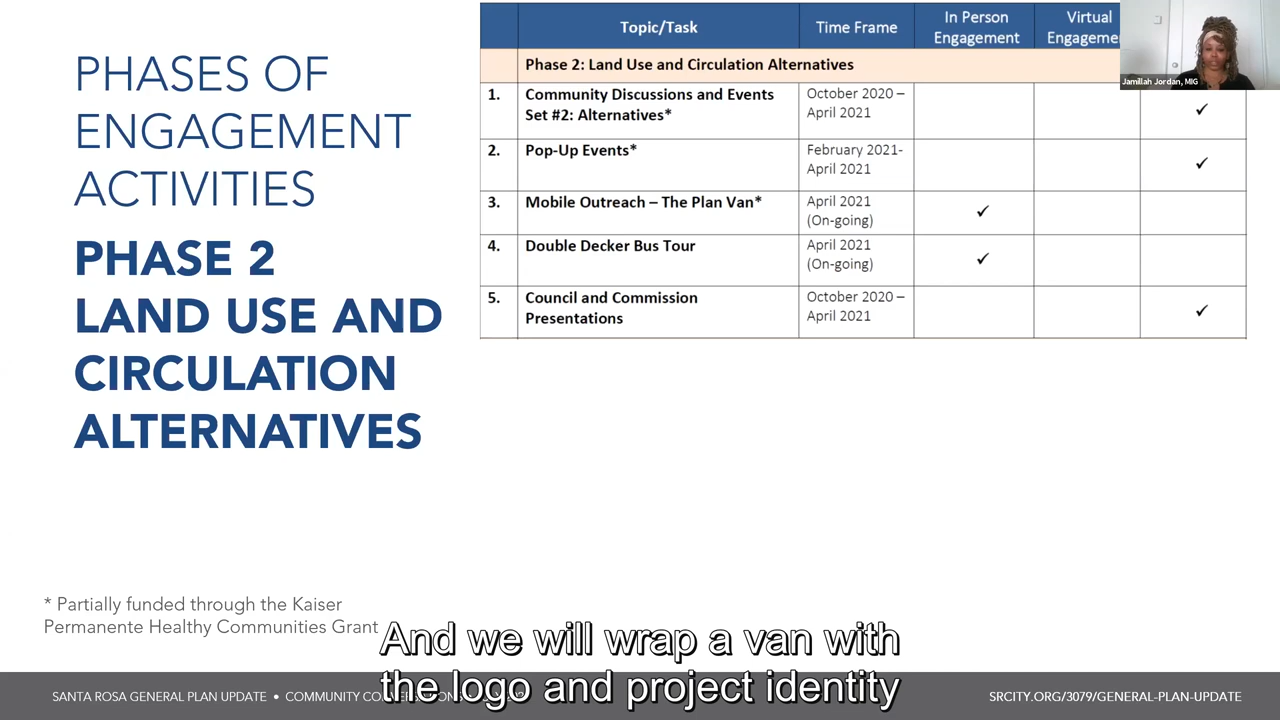 PHASES OF
ENGAGEMENT
ACTIVITIES
PHASE 2
LAND USE AND
CIRCULATION
ALTERNATIVES
Topic/Task Time Frame In Person Engagement Virtual
Phase 2: Land Use and Circulation Alternatives
1. Community Discussions and Events October 2020 –
Set #2: Alternatives* April 2021 ✓
2. Pop-Up Events* February 2021-
April 2021 ✓
3. Mobile Outreach – The Plan Van* April 2021
(On-going) ✓
4. Double Decker Bus Tour April 2021
(On-going) ✓
5. Council and Commission October 2020 –
Presentations April 2021 ✓
Jamillah Jordan, MIG
* Partially funded through the Kaiser
Permanente Healthy Communities Grant
And we will wrap a van with
the logo and project identity
SANTA ROSA GENERAL PLAN UPDATE • COMMUNITY
SRCITY.ORG/3079/GENERAL-PLAN-UPDATE